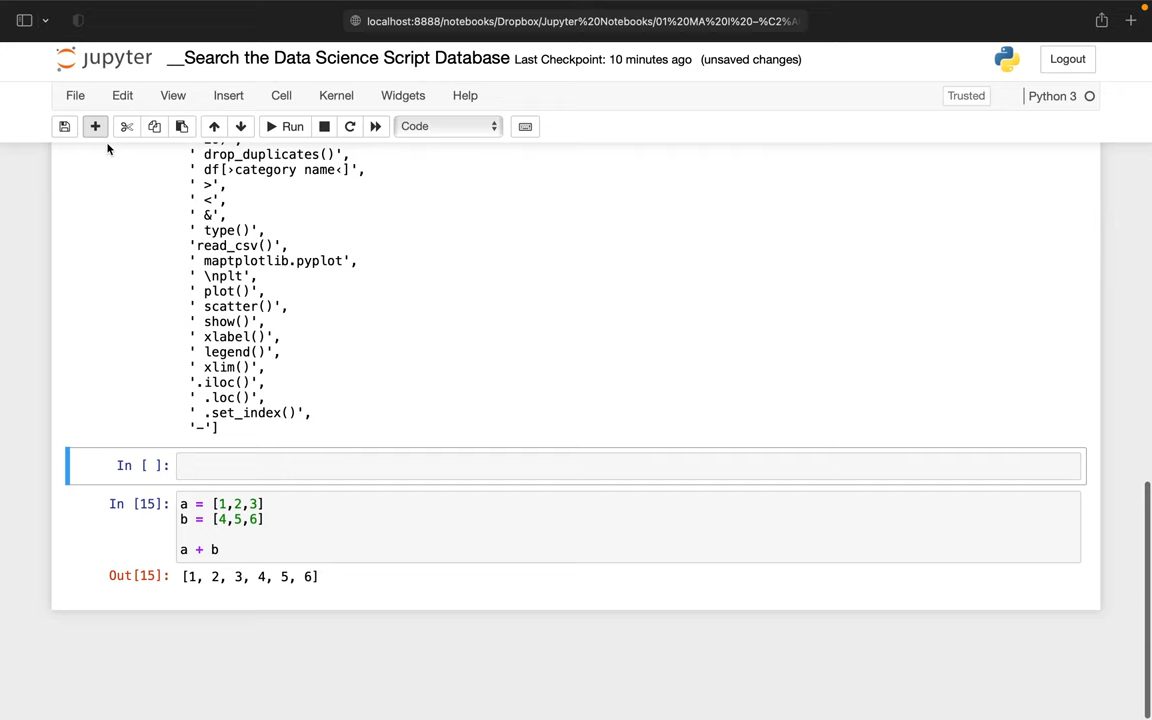 localhost:8888/notebooks/Dropbox/Jupyter%20Notebooks/01%20MA%20I%20–%C2%A
jupyter __Search the Data Science Script Database Last Checkpoint: 10 minutes ago (unsaved changes) Logout
File Edit View Insert Cell Kernel Widgets Help Trusted Python 3
Run Code
' drop_duplicates()',
' df[›category name‹]',
' >',
' <',
' &',
' type()',
'read_csv()',
' maptplotlib.pyplot',
' \nplt',
' plot()',
' scatter()',
' show()',
' xlabel()',
' legend()',
' xlim()',
'.iloc()',
' .loc()',
' .set_index()',
'—']
In [ ]:
In [15]: a = [1,2,3]
b = [4,5,6]
a + b
Out[15]: [1, 2, 3, 4, 5, 6]